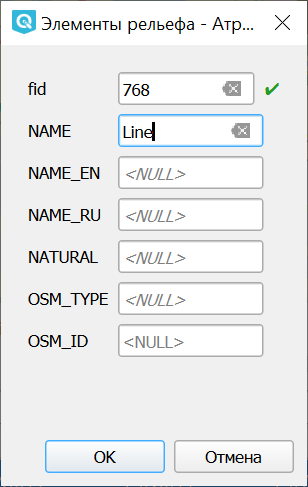 Элементы рельефа - Атр...
fid 768
NAME Line
NAME_EN <NULL>
NAME_RU <NULL>
NATURAL <NULL>
OSM_TYPE <NULL>
OSM_ID <NULL>
OK Отмена